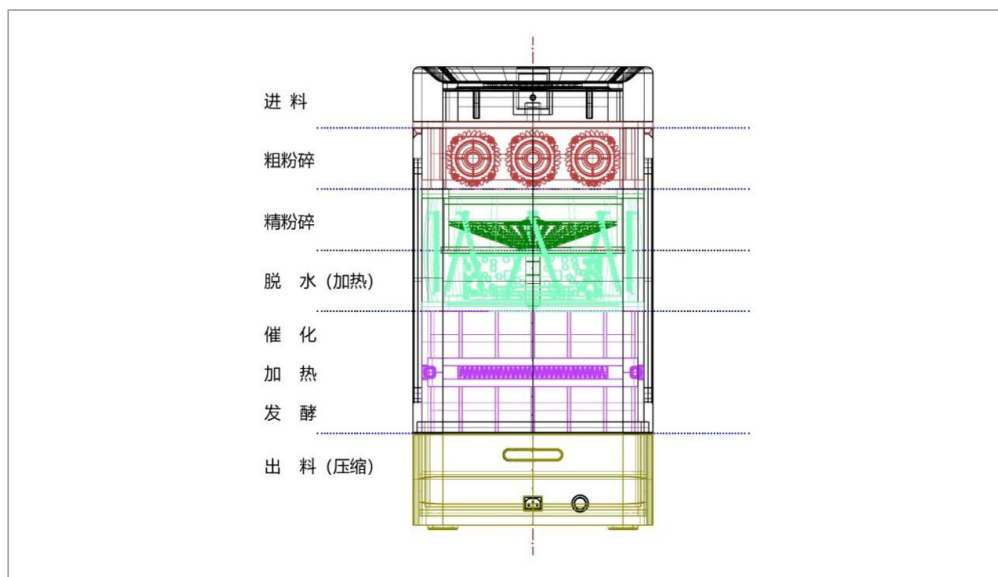 进 料
粗粉碎
精粉碎
脱 水 (加热)
催 化
加 热
发 酵
出 料 (压缩)